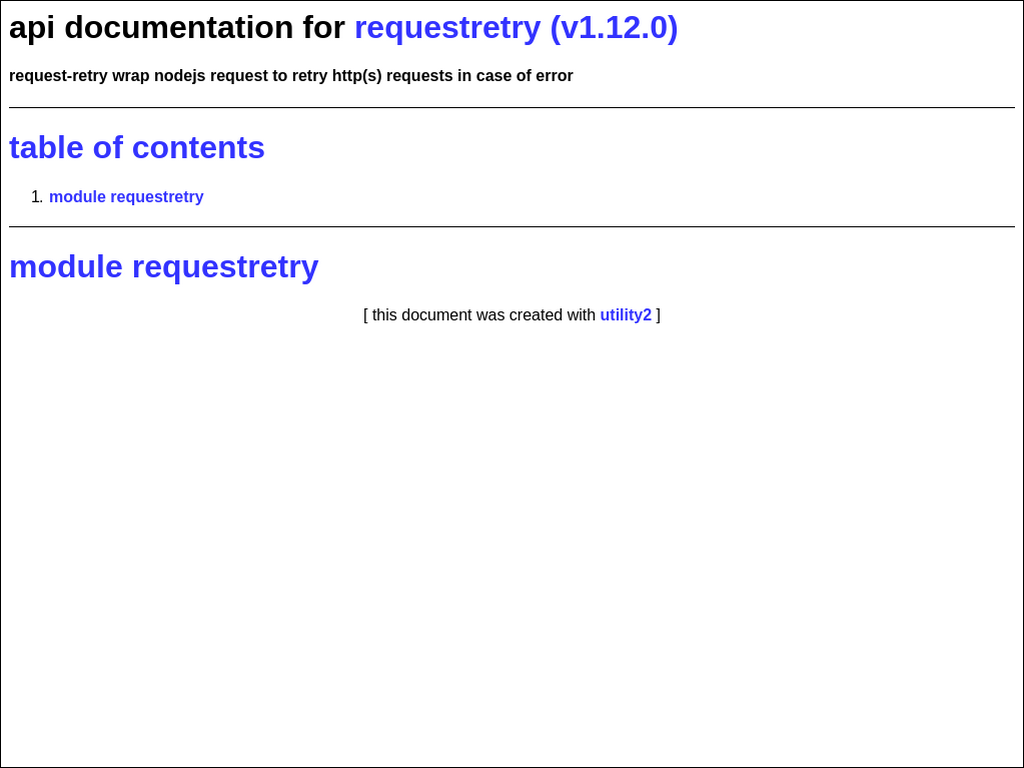 api documentation for requestretry (v1.12.0)
request-retry wrap nodejs request to retry http(s) requests in case of error
table of contents
1. module requestretry
module requestretry
[ this document was created with utility2 ]